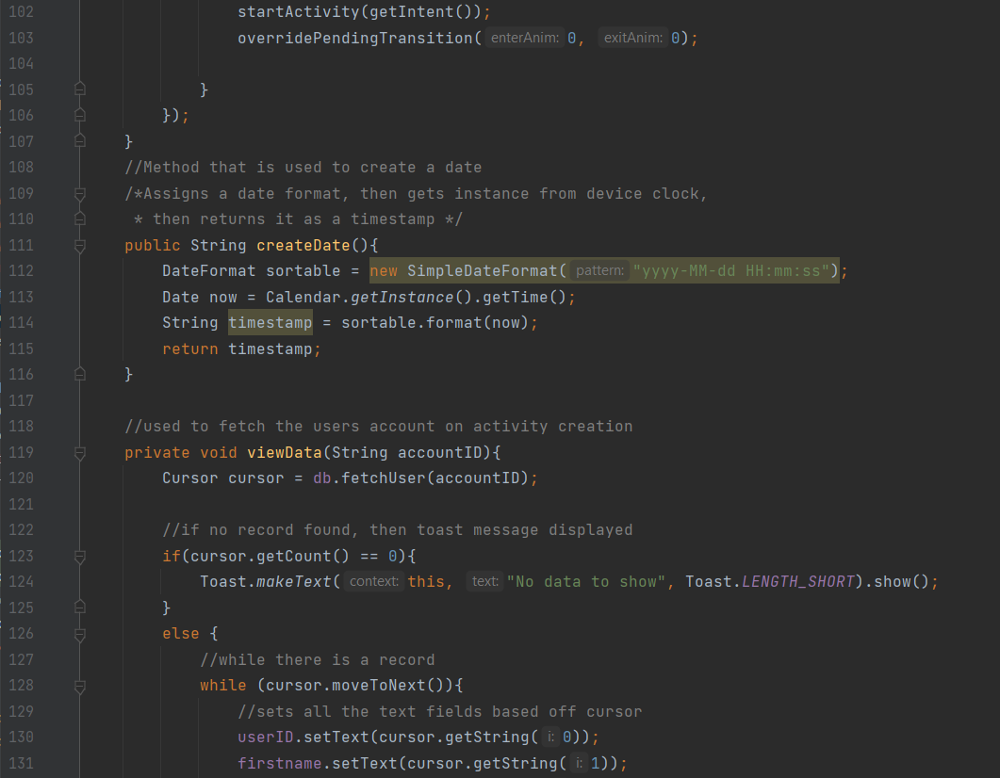 102 startActivity(getIntent());
103 overridePendingTransition( enterAnim: 0, exitAnim: 0);
104
105 }
106 });
107 }
108 //Method that is used to create a date
109 /*Assigns a date format, then gets instance from device clock,
110 * then returns it as a timestamp */
111 public String createDate(){
112 DateFormat sortable = new SimpleDateFormat( pattern: "yyyy-MM-dd HH:mm:ss");
113 Date now = Calendar.getInstance().getTime();
114 String timestamp = sortable.format(now);
115 return timestamp;
116 }
117
118 //used to fetch the users account on activity creation
119 private void viewData(String accountID){
120 Cursor cursor = db.fetchUser(accountID);
121
122 //if no record found, then toast message displayed
123 if(cursor.getCount() == 0){
124 Toast.makeText( context: this, text: "No data to show", Toast.LENGTH_SHORT).show();
125 }
126 else {
127 //while there is a record
128 while (cursor.moveToNext()){
129 //sets all the text fields based off cursor
130 userID.setText(cursor.getString( i: 0));
131 firstname.setText(cursor.getString( i: 1));